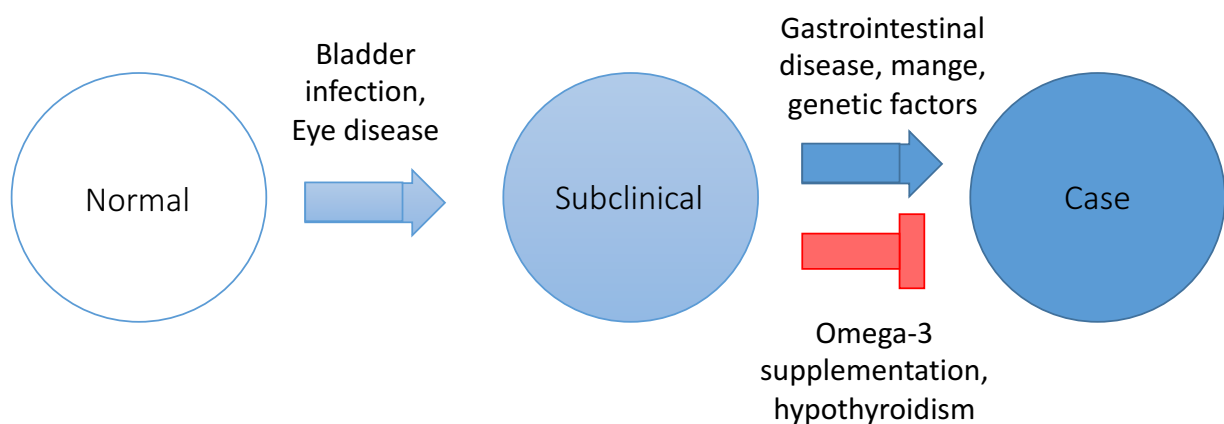 Normal
Bladder
infection,
Eye disease
Subclinical
Gastrointestinal
disease, mange,
genetic factors
Omega-3
supplementation,
hypothyroidism
Case